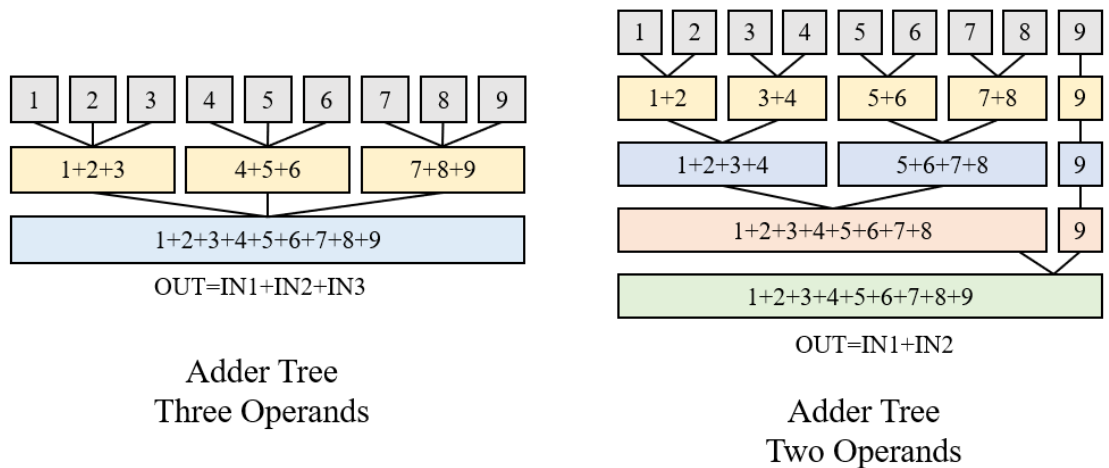 1 2 3 4 5 6 7 8 9
1+2+3 4+5+6 7+8+9
1+2+3+4+5+6+7+8+9
OUT=IN1+IN2+IN3
Adder Tree
Three Operands
1 2 3 4 5 6 7 8 9
1+2 3+4 5+6 7+8 9
1+2+3+4 5+6+7+8 9
1+2+3+4+5+6+7+8 9
1+2+3+4+5+6+7+8+9
OUT=IN1+IN2
Adder Tree
Two Operands